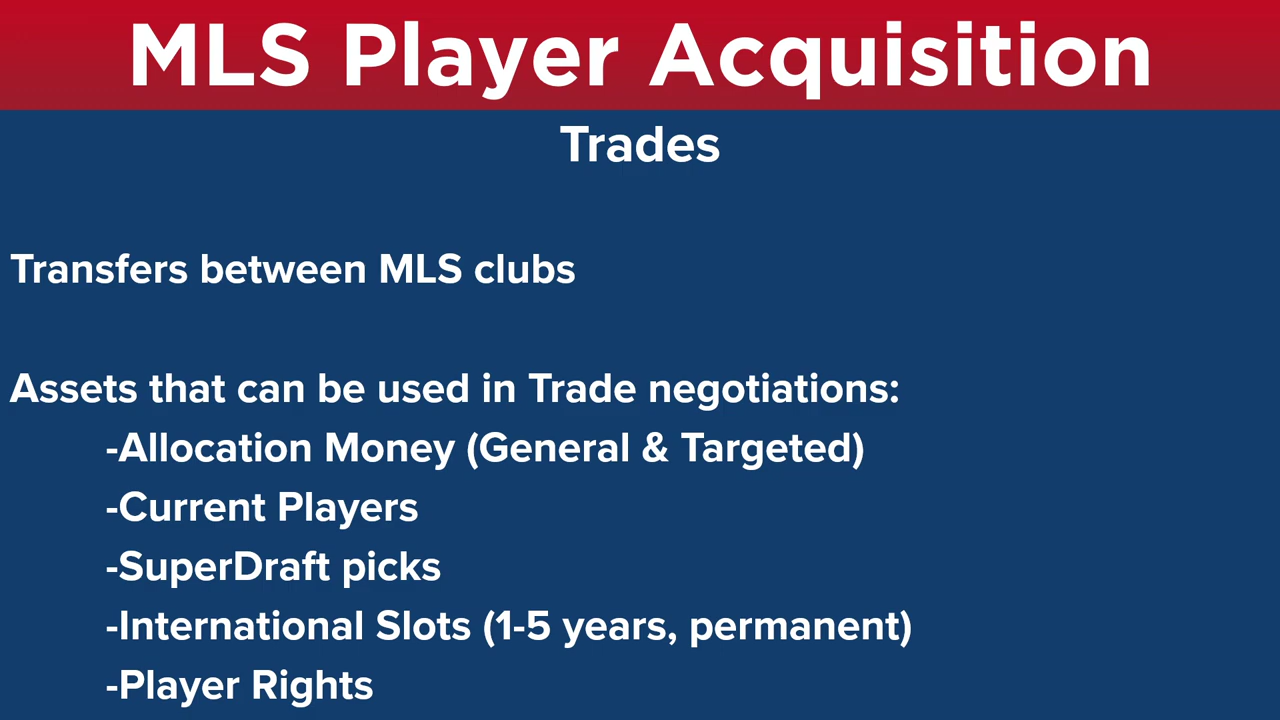 MLS Player Acquisition
Trades
Transfers between MLS clubs
Assets that can be used in Trade negotiations:
-Allocation Money (General & Targeted)
-Current Players
-SuperDraft picks
-International Slots (1-5 years, permanent)
-Player Rights